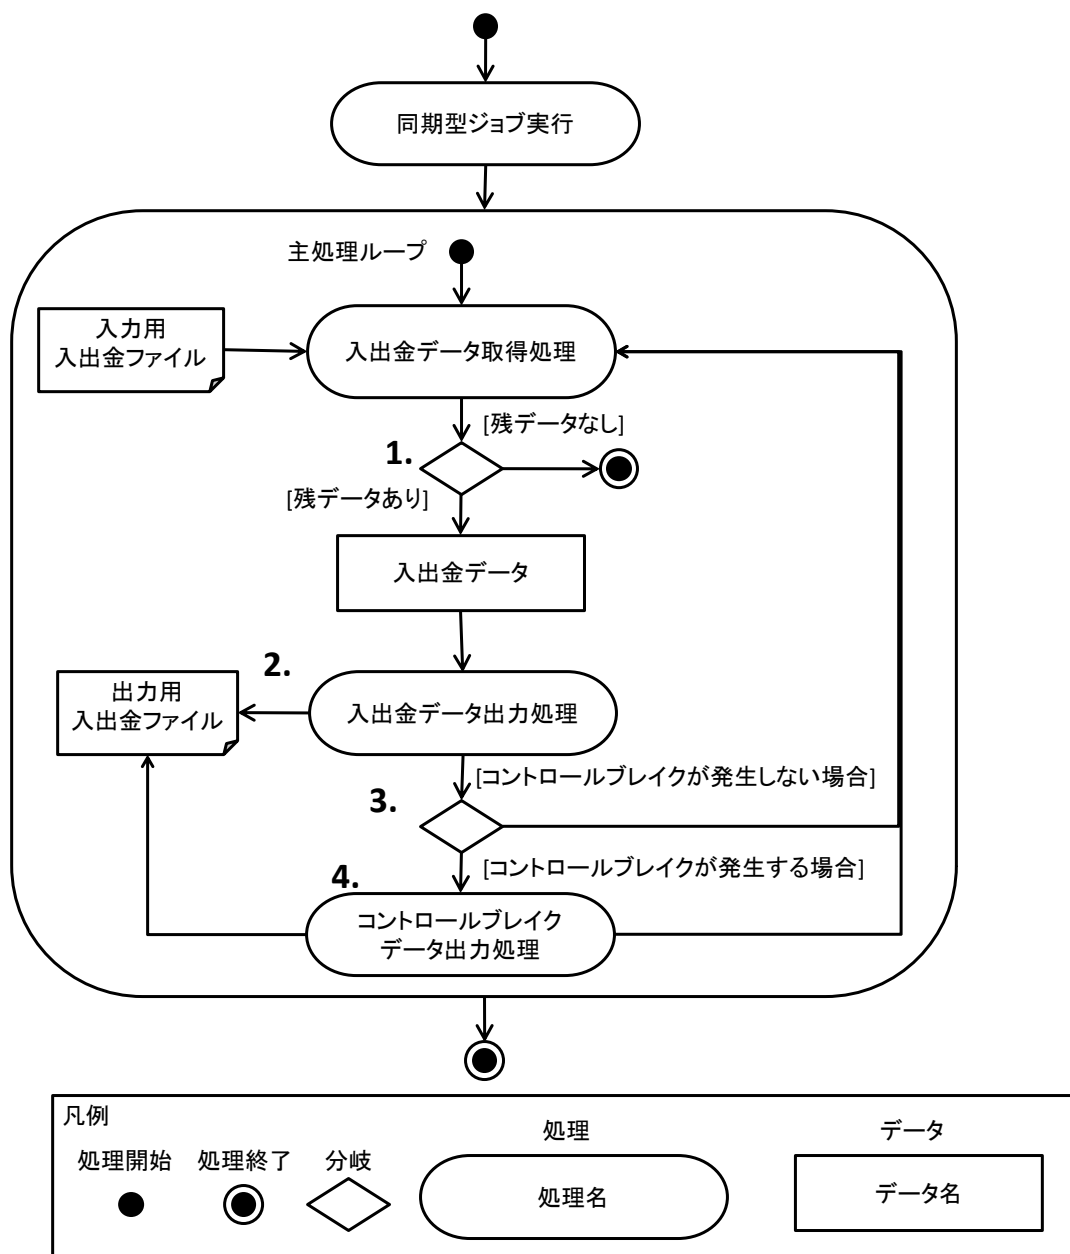 同期型ジョブ実行
主処理ループ
入力用
入出金ファイル
入出金データ取得処理
[残データなし]
1.
[残データあり]
入出金データ
2.
出力用
入出金ファイル
入出金データ出力処理
[コントロールブレイクが発生しない場合]
3.
[コントロールブレイクが発生する場合]
4.
コントロールブレイク
データ出力処理
凡例
処理開始
処理終了
分岐
処理
処理名
データ
データ名